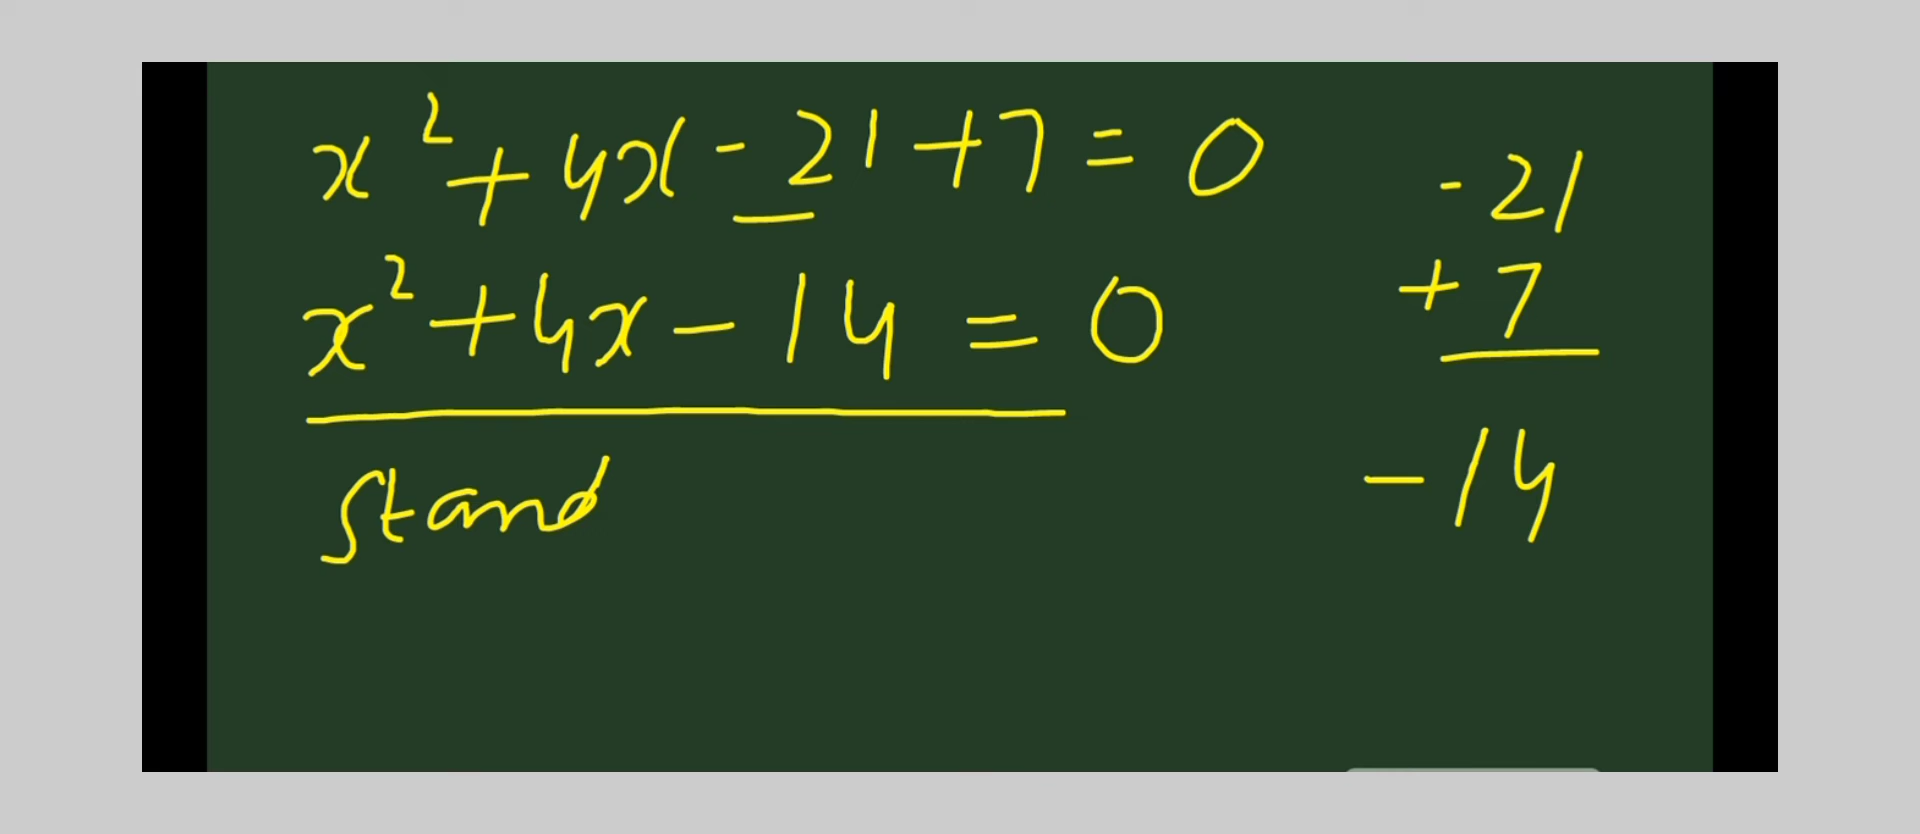 x² + 4x - 21 + 7 = 0
x² + 4x - 14 = 0
stand
- 21
+ 7
- 14